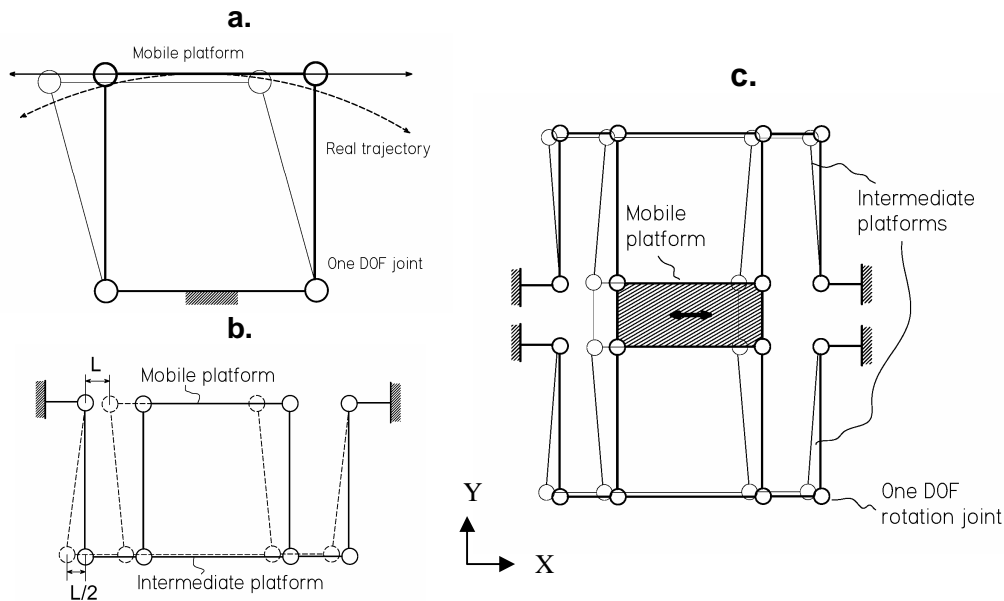 a.
Mobile platform
Real trajectory
One DOF joint
b.
L
Mobile platform
Intermediate platform
L/2
c.
Intermediate
platforms
Mobile
platform
One DOF
rotation joint
Y
X